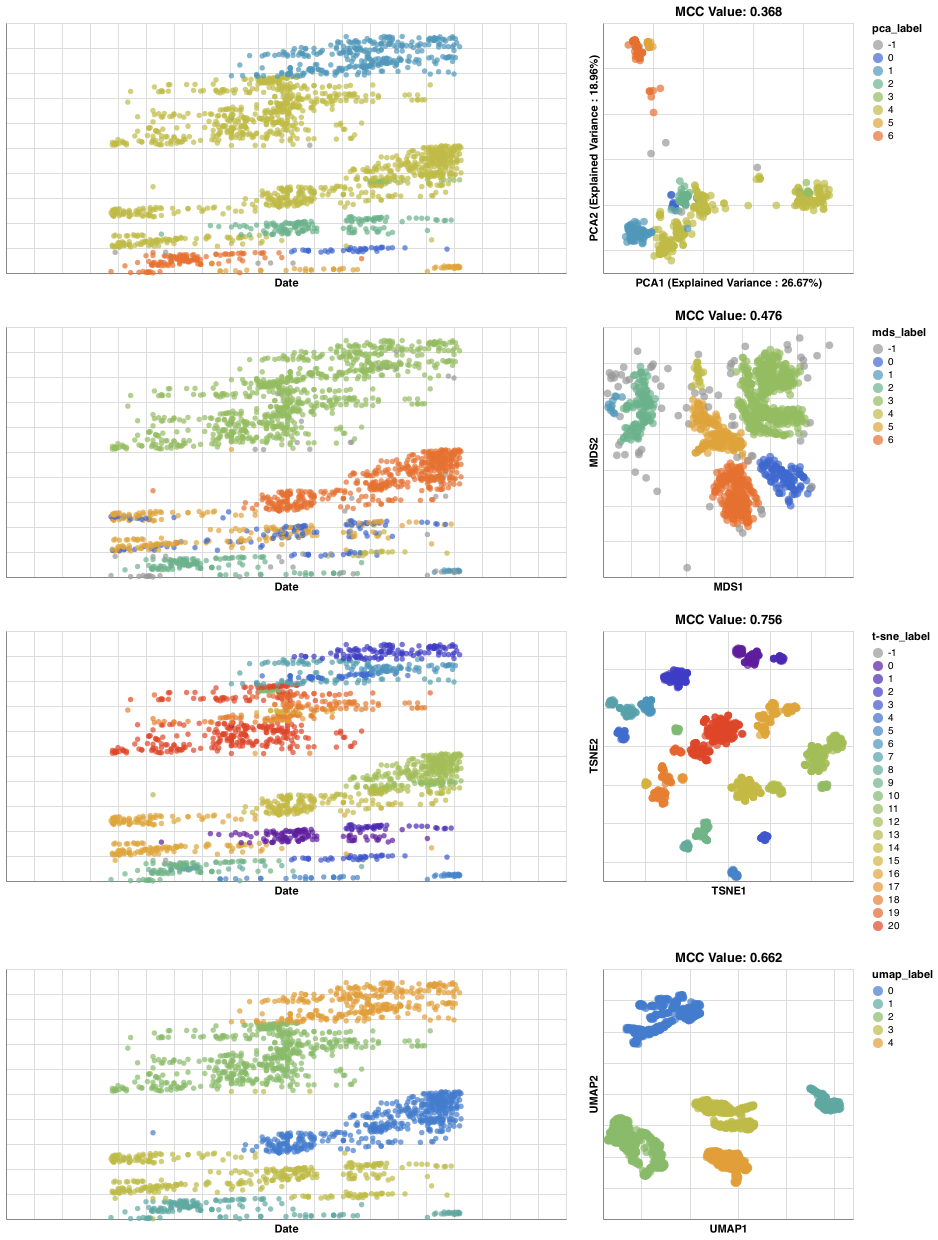 MCC Value: 0.368
pca_label
-1
0
1
2
3
4
5
6
PCA2 (Explained Variance : 18.96%)
Date
PCA1 (Explained Variance : 26.67%)
MCC Value: 0.476
mds_label
-1
0
1
2
3
4
5
6
MDS2
Date
MDS1
MCC Value: 0.756
t-sne_label
-1
0
1
2
3
4
5
6
7
8
9
10
11
12
13
14
15
16
17
18
19
20
TSNE2
Date
TSNE1
MCC Value: 0.662
umap_label
0
1
2
3
4
UMAP2
Date
UMAP1